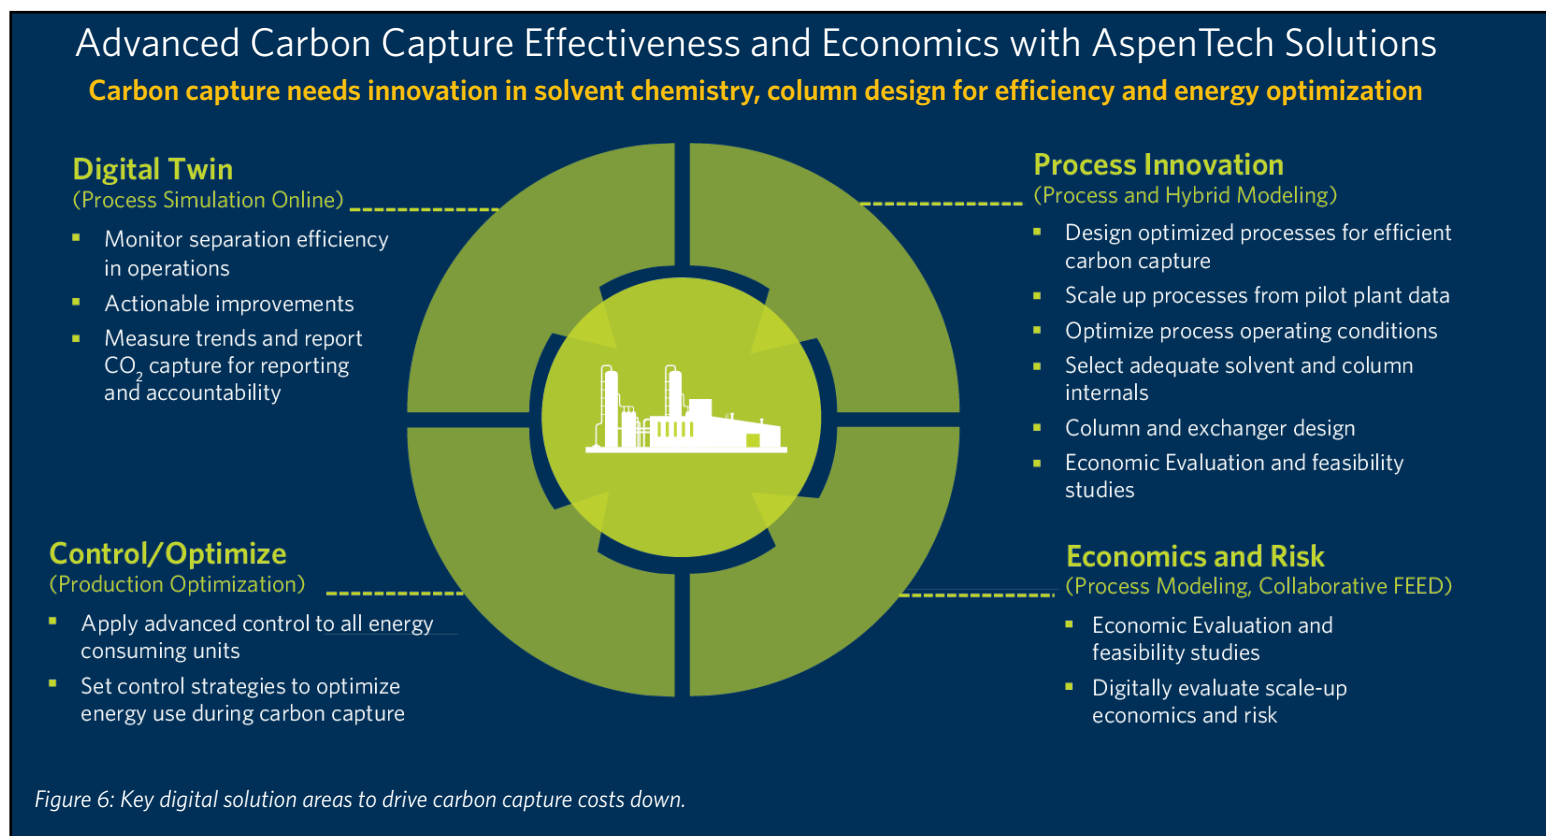 Advanced Carbon Capture Effectiveness and Economics with AspenTech Solutions
Carbon capture needs innovation in solvent chemistry, column design for efficiency and energy optimization
Digital Twin
(Process Simulation Online)
▪ Monitor separation efficiency
in operations
▪ Actionable improvements
▪ Measure trends and report
CO₂ capture for reporting
and accountability
Process Innovation
(Process and Hybrid Modeling)
▪ Design optimized processes for efficient
carbon capture
▪ Scale up processes from pilot plant data
▪ Optimize process operating conditions
▪ Select adequate solvent and column
internals
▪ Column and exchanger design
▪ Economic Evaluation and feasibility
studies
Control/Optimize
(Production Optimization)
▪ Apply advanced control to all energy
consuming units
▪ Set control strategies to optimize
energy use during carbon capture
Economics and Risk
(Process Modeling, Collaborative FEED)
▪ Economic Evaluation and
feasibility studies
▪ Digitally evaluate scale-up
economics and risk
Figure 6: Key digital solution areas to drive carbon capture costs down.